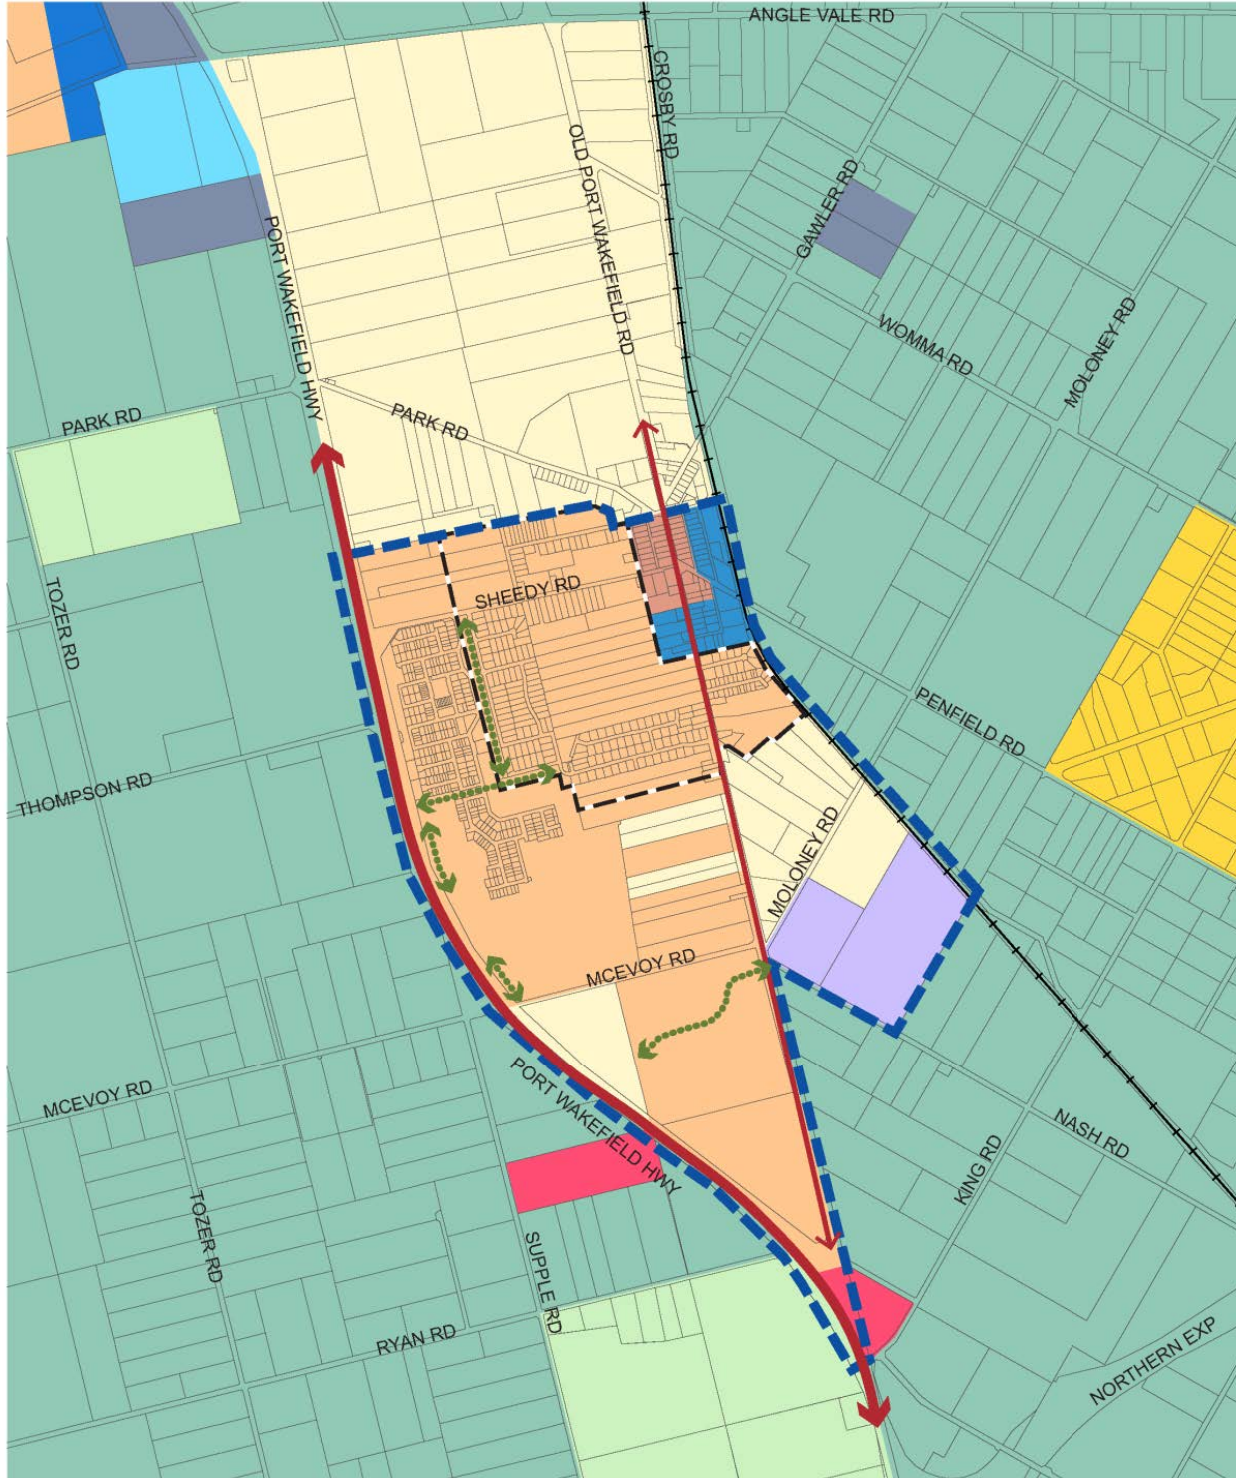 ANGLE VALE RD
CROSBY RD
OLD PORT WAKEFIELD RD
GAWLER RD
PORT WAKEFIELD HWY
WOMMA RD
MOLONEY RD
PARK RD
PARK RD
SHEEDY RD
TOZER RD
PENFIELD RD
THOMPSON RD
MOLONEY RD
MCEVOY RD
MCEVOY RD
PORT WAKEFIELD HWY
NASH RD
KING RD
TOZER RD
SUPPLE RD
RYAN RD
NORTHERN EXP